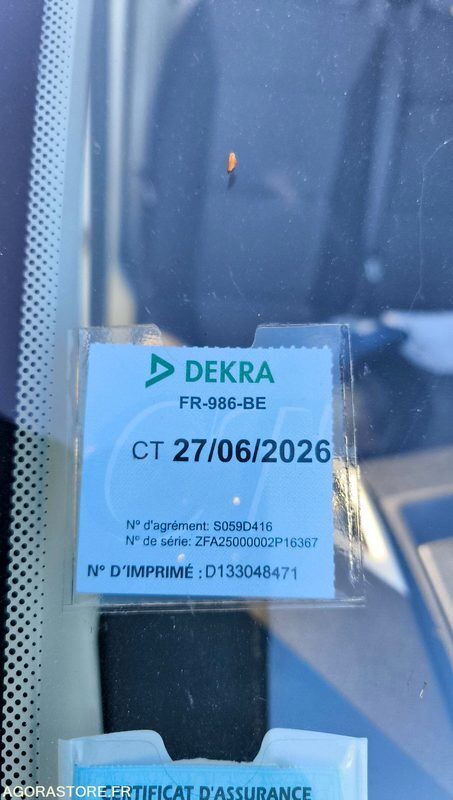 DEKRA
FR-986-BE
CT 27/06/2026
N° d'agrément: S059D416
N° de série: ZFA25000002P16367
N° D'IMPRIMÉ : D133048471
CERTIFICAT D'ASSURANCE
AGORASTORE.FR